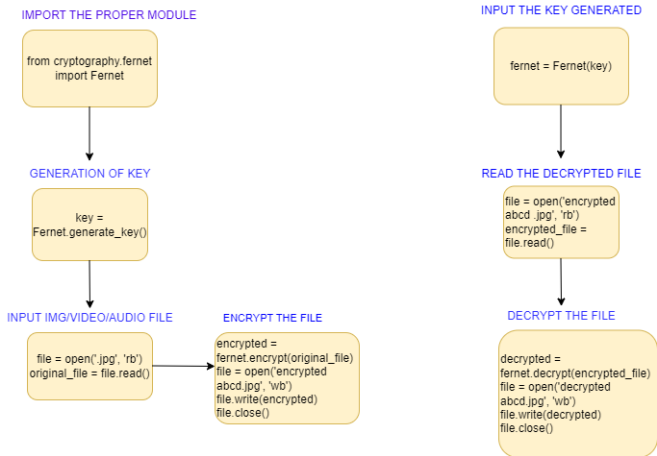 IMPORT THE PROPER MODULE
from cryptography.fernet
import Fernet
GENERATION OF KEY
key =
Fernet.generate_key()
INPUT IMG/VIDEO/AUDIO FILE
file = open('.jpg', 'rb')
original_file = file.read()
ENCRYPT THE FILE
encrypted =
fernet.encrypt(original_file)
file = open('encrypted
abcd.jpg', 'wb')
file.write(encrypted)
file.close()
INPUT THE KEY GENERATED
fernet = Fernet(key)
READ THE DECRYPTED FILE
file = open('encrypted
abcd .jpg', 'rb')
encrypted_file =
file.read()
DECRYPT THE FILE
decrypted =
fernet.decrypt(encrypted_file)
file = open('decrypted
abcd.jpg', 'wb')
file.write(decrypted)
file.close()